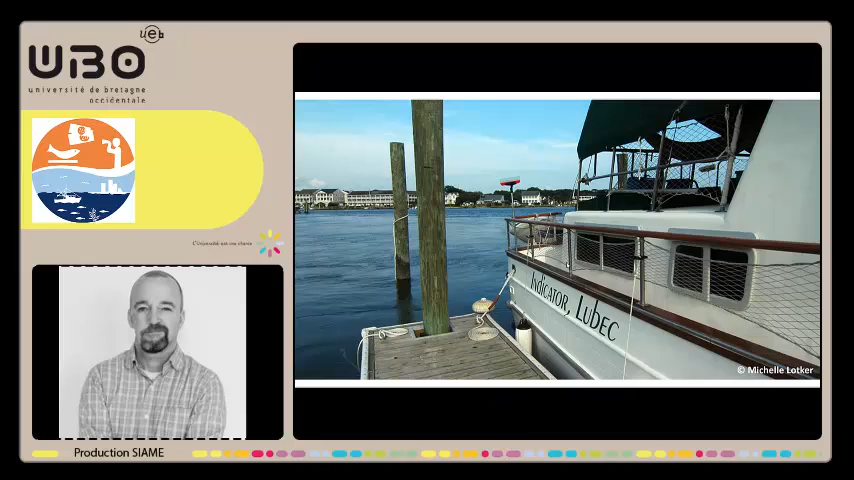 ueb
UBO
université de bretagne
occidentale
L'Université est une chance
Indicator, Lubec
© Michelle Lotker
Production SIAME